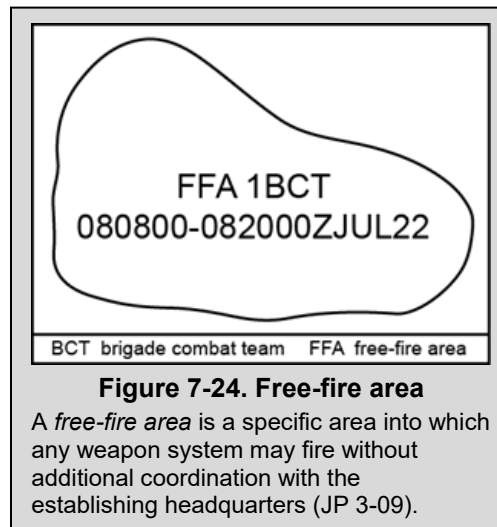 FFA 1BCT
080800-082000ZJUL22
BCT brigade combat team FFA free-fire area
Figure 7-24. Free-fire area
A free-fire area is a specific area into which
any weapon system may fire without
additional coordination with the
establishing headquarters (JP 3-09).